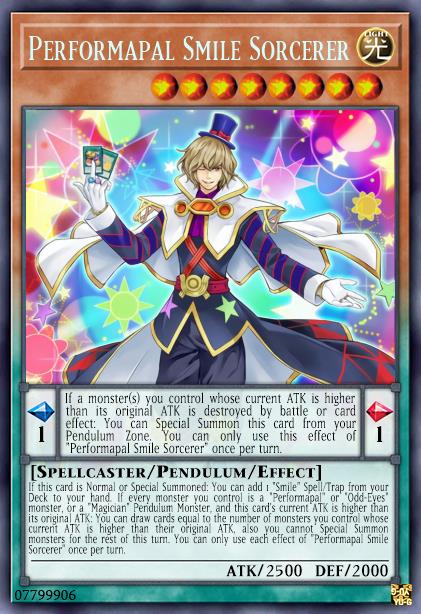 PERFORMAPAL SMILE SORCERER
LIGHT
光
If a monster(s) you control whose current ATK is higher
than its original ATK is destroyed by battle or card
effect: You can Special Summon this card from your
Pendulum Zone. You can only use this effect of
"Performapal Smile Sorcerer" once per turn.
1
1
[SPELLCASTER/PENDULUM/EFFECT]
If this card is Normal or Special Summoned: You can add 1 "Smile" Spell/Trap from your
Deck to your hand. If every monster you control is a "Performapal" or "Odd-Eyes"
monster, or a "Magician" Pendulum Monster, and this card's current ATK is higher than
its original ATK: You can draw cards equal to the number of monsters you control whose
current ATK is higher than their original ATK, also you cannot Special Summon
monsters for the rest of this turn. You can only use each effect of "Performapal Smile
Sorcerer" once per turn.
ATK/2500 DEF/2000
07799906